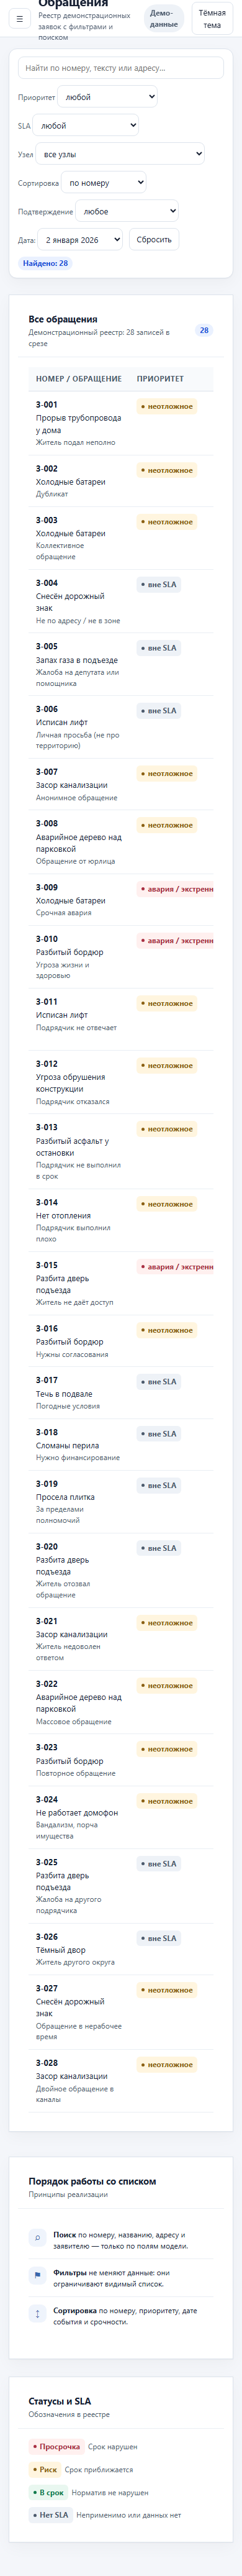 Обращения
Реестр демонстрационных
заявок с фильтрами и
поиском
Демо-
данные
Тёмная
тема
Найти по номеру, тексту или адресу…
Приоритет любой
SLA любой
Узел все узлы
Сортировка по номеру
Подтверждение любое
Дата: 2 января 2026 Сбросить
Найдено: 28
Все обращения
Демонстрационный реестр: 28 записей в
срезе
28
НОМЕР / ОБРАЩЕНИЕ ПРИОРИТЕТ
З-001 неотложное
Прорыв трубопровода
у дома
Житель подал неполно
З-002 неотложное
Холодные батареи
Дубликат
З-003 неотложное
Холодные батареи
Коллективное
обращение
З-004 вне SLA
Снесён дорожный
знак
Не по адресу / не в зоне
З-005 вне SLA
Запах газа в подъезде
Жалоба на депутата или
помощника
З-006 вне SLA
Исписан лифт
Личная просьба (не про
территорию)
З-007 неотложное
Засор канализации
Анонимное обращение
З-008 неотложное
Аварийное дерево над
парковкой
Обращение от юрлица
З-009 авария / экстренн
Холодные батареи
Срочная авария
З-010 авария / экстренн
Разбитый бордюр
Угроза жизни и
здоровью
З-011 неотложное
Исписан лифт
Подрядчик не отвечает
З-012 неотложное
Угроза обрушения
конструкции
Подрядчик отказался
З-013 неотложное
Разбитый асфальт у
остановки
Подрядчик не выполнил
в срок
З-014 неотложное
Нет отопления
Подрядчик выполнил
плохо
З-015 авария / экстренн
Разбита дверь
подъезда
Житель не даёт доступ
З-016 неотложное
Разбитый бордюр
Нужны согласования
З-017 вне SLA
Течь в подвале
Погодные условия
З-018 вне SLA
Сломаны перила
Нужно финансирование
З-019 вне SLA
Просела плитка
За пределами
полномочий
З-020 вне SLA
Разбита дверь
подъезда
Житель отозвал
обращение
З-021 неотложное
Засор канализации
Житель недоволен
ответом
З-022 неотложное
Аварийное дерево над
парковкой
Массовое обращение
З-023 неотложное
Разбитый бордюр
Повторное обращение
З-024 неотложное
Не работает домофон
Вандализм, порча
имущества
З-025 вне SLA
Разбита дверь
подъезда
Жалоба на другого
подрядчика
З-026 вне SLA
Тёмный двор
Житель другого округа
З-027 неотложное
Снесён дорожный
знак
Обращение в нерабочее
время
З-028 неотложное
Засор канализации
Двойное обращение в
каналы
Порядок работы со списком
Принципы реализации
Поиск по номеру, названию, адресу и
заявителю — только по полям модели.
Фильтры не меняют данные: они
ограничивают видимый список.
Сортировка по номеру, приоритету, дате
события и срочности.
Статусы и SLA
Обозначения в реестре
Просрочка Срок нарушен
Риск Срок приближается
В срок Норматив не нарушен
Нет SLA Неприменимо или данных нет